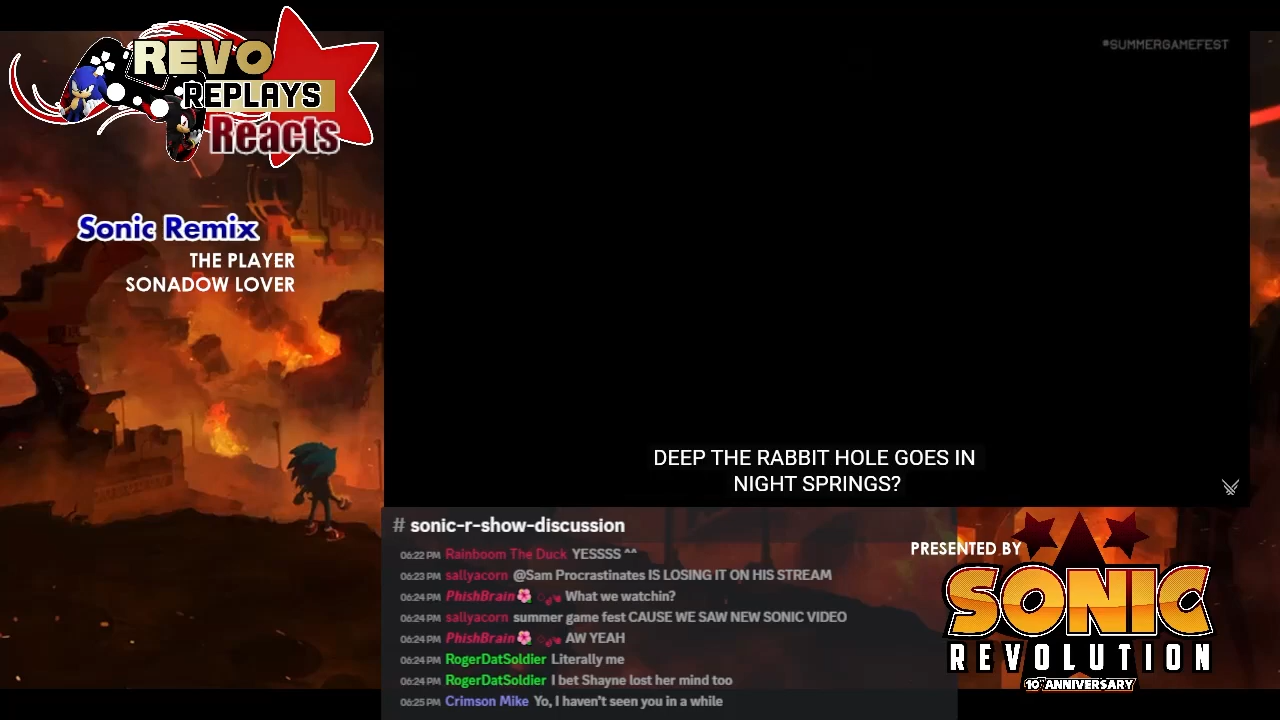 REVO
REPLAYS
Reacts
#SUMMERGAMEFEST
Sonic Remix
THE PLAYER
SONADOW LOVER
DEEP THE RABBIT HOLE GOES IN
NIGHT SPRINGS?
# sonic-r-show-discussion
06:22 PM Rainboom The Duck YESSSS ^^
06:23 PM sallyacorn @Sam Procrastinates IS LOSING IT ON HIS STREAM
06:24 PM PhishBrain What we watchin?
06:24 PM sallyacorn summer game fest CAUSE WE SAW NEW SONIC VIDEO
06:24 PM PhishBrain AW YEAH
06:24 PM RogerDatSoldier Literally me
06:24 PM RogerDatSoldier I bet Shayne lost her mind too
06:25 PM Crimson Mike Yo, I haven't seen you in a while
PRESENTED BY
SONIC
REVOLUTION
10TH ANNIVERSARY